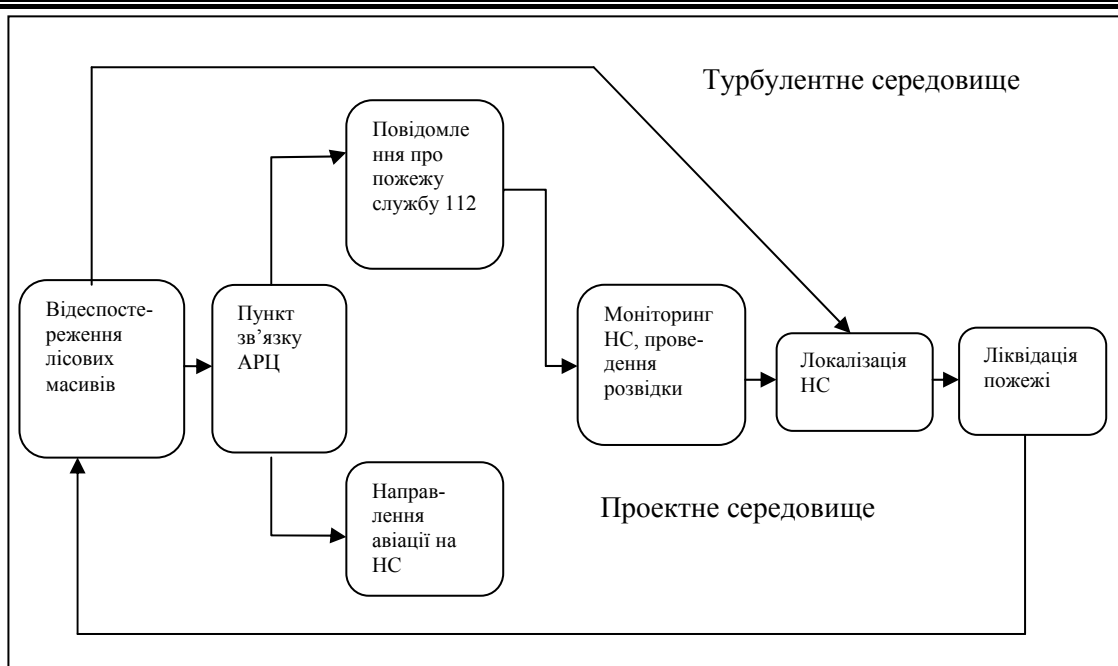 Турбулентне середовище
Повідомле
ння про
пожежу
службу 112
Відеспосте-
реження
лісових
масивів
Пункт
зв’язку
АРЦ
Моніторинг
НС, прове-
дення
розвідки
Локалізація
НС
Ліквідація
пожежі
Направ-
лення
авіації на
НС
Проектне середовище